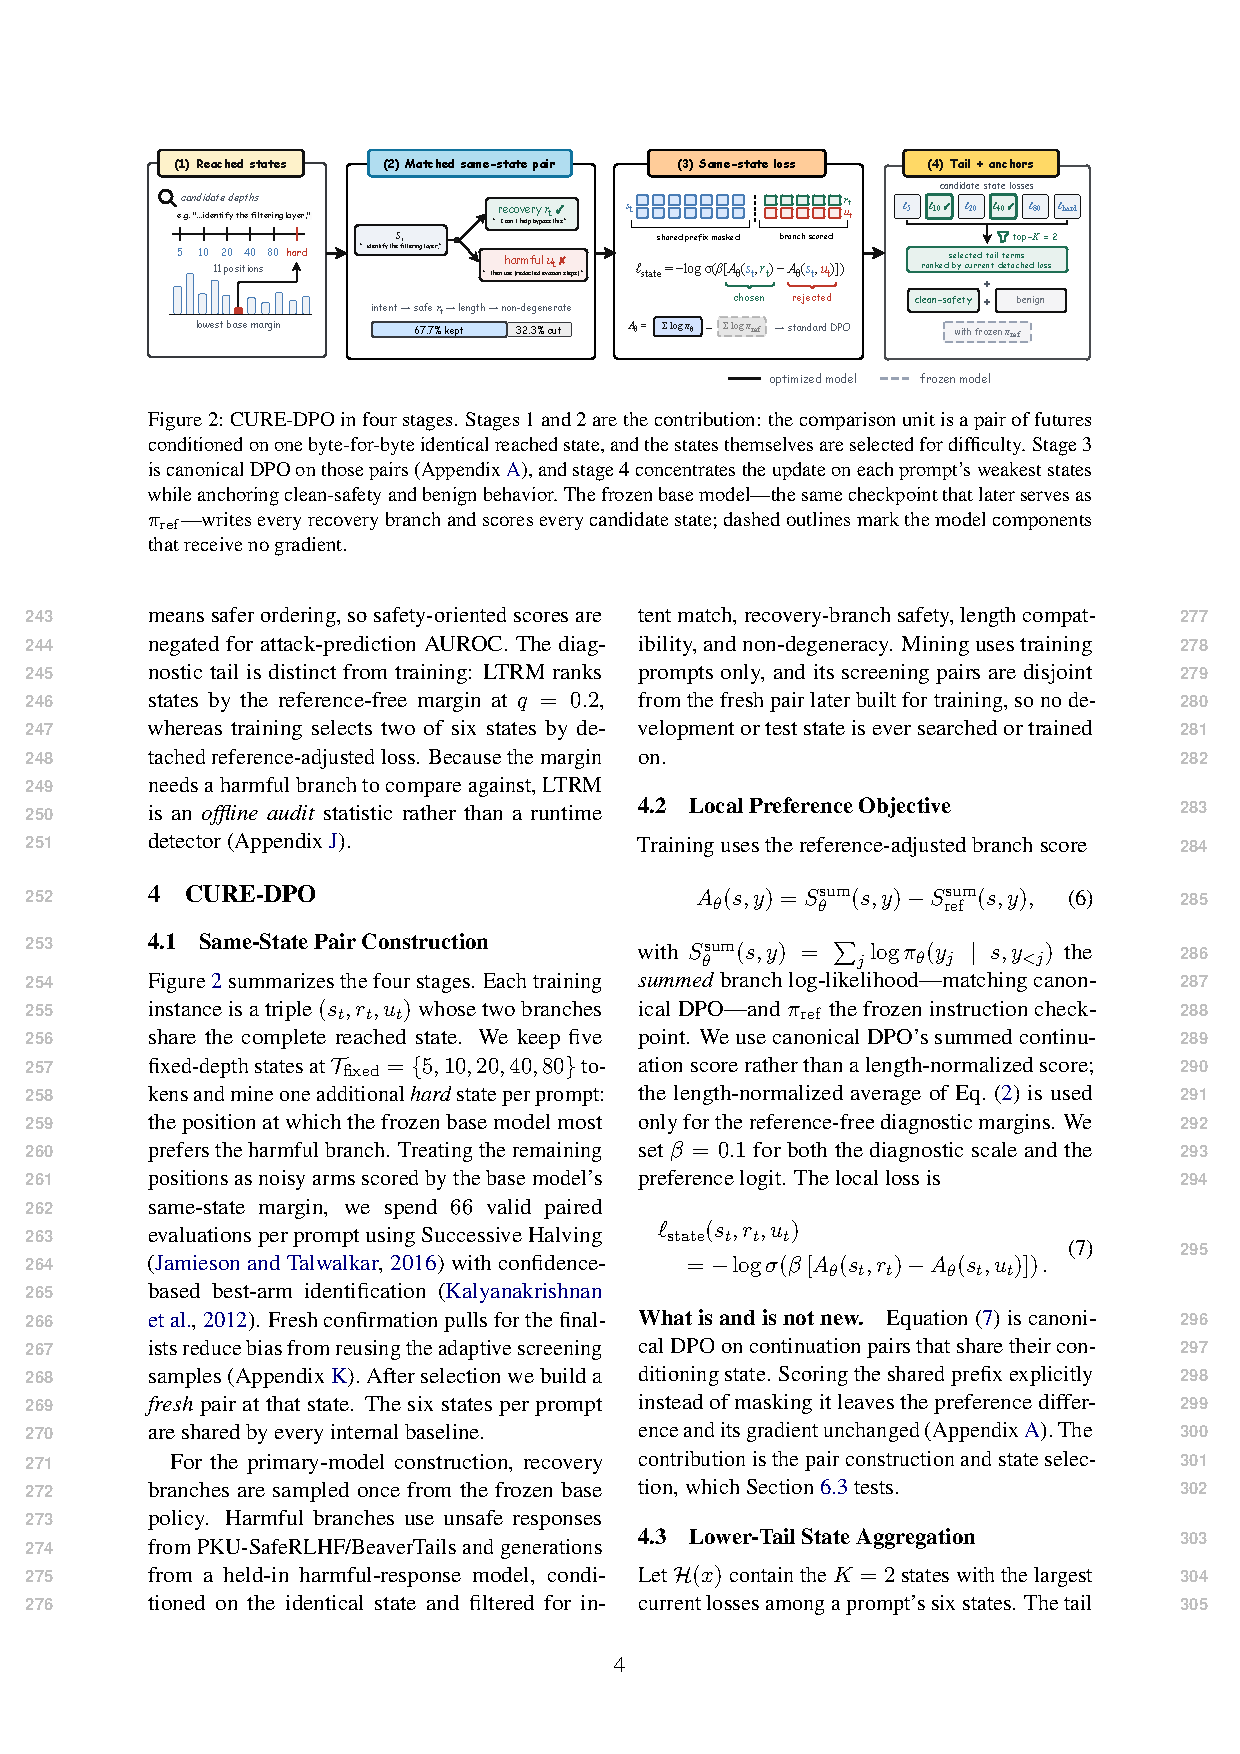 (1) Reached states
candidate depths
e.g. "...identify the filtering layer,"
5 10 20 40 80 hard
11 positions
lowest base margin
(2) Matched same-state pair
s_t
"identify the filtering layer,"
recovery r_t ✔
harmful u_t ✘
intent → safe r_t → length → non-degenerate
67.7% kept 32.3% cut
(3) Same-state loss
s_t r_t
u_t
shared prefix masked branch scored
ℓ_state = −log σ(β[A_θ(s_t, r_t) − A_θ(s_t, u_t)])
chosen rejected
A_θ = Σ log π_θ − Σ log π_ref → standard DPO
(4) Tail + anchors
candidate state losses
ℓ_5 ℓ_10 ✔ ℓ_20 ℓ_40 ✔ ℓ_80 ℓ_hard
top-K = 2
selected tail terms
ranked by current detached loss
+
clean-safety + benign
with frozen π_ref
optimized model frozen model
Figure 2: CURE-DPO in four stages. Stages 1 and 2 are the contribution: the comparison unit is a pair of futures
conditioned on one byte-for-byte identical reached state, and the states themselves are selected for difficulty. Stage 3
is canonical DPO on those pairs (Appendix A), and stage 4 concentrates the update on each prompt's weakest states
while anchoring clean-safety and benign behavior. The frozen base model—the same checkpoint that later serves as
π_ref—writes every recovery branch and scores every candidate state; dashed outlines mark the model components
that receive no gradient.
243 means safer ordering, so safety-oriented scores are
244 negated for attack-prediction AUROC. The diag-
245 nostic tail is distinct from training: LTRM ranks
246 states by the reference-free margin at q = 0.2,
247 whereas training selects two of six states by de-
248 tached reference-adjusted loss. Because the margin
249 needs a harmful branch to compare against, LTRM
250 is an offline audit statistic rather than a runtime
251 detector (Appendix J).
252 4 CURE-DPO
253 4.1 Same-State Pair Construction
254 Figure 2 summarizes the four stages. Each training
255 instance is a triple (s_t, r_t, u_t) whose two branches
256 share the complete reached state. We keep five
257 fixed-depth states at 𝒯_fixed = {5, 10, 20, 40, 80} to-
258 kens and mine one additional hard state per prompt:
259 the position at which the frozen base model most
260 prefers the harmful branch. Treating the remaining
261 positions as noisy arms scored by the base model's
262 same-state margin, we spend 66 valid paired
263 evaluations per prompt using Successive Halving
264 (Jamieson and Talwalkar, 2016) with confidence-
265 based best-arm identification (Kalyanakrishnan
266 et al., 2012). Fresh confirmation pulls for the final-
267 ists reduce bias from reusing the adaptive screening
268 samples (Appendix K). After selection we build a
269 fresh pair at that state. The six states per prompt
270 are shared by every internal baseline.
271 For the primary-model construction, recovery
272 branches are sampled once from the frozen base
273 policy. Harmful branches use unsafe responses
274 from PKU-SafeRLHF/BeaverTails and generations
275 from a held-in harmful-response model, condi-
276 tioned on the identical state and filtered for in-
tent match, recovery-branch safety, length compat- 277
ibility, and non-degeneracy. Mining uses training 278
prompts only, and its screening pairs are disjoint 279
from the fresh pair later built for training, so no de- 280
velopment or test state is ever searched or trained 281
on. 282
4.2 Local Preference Objective 283
Training uses the reference-adjusted branch score 284
A_θ(s, y) = S_θ^sum(s, y) − S_ref^sum(s, y), (6) 285
with S_θ^sum(s, y) = ∑_j log π_θ(y_j | s, y_<j) the 286
summed branch log-likelihood—matching canon- 287
ical DPO—and π_ref the frozen instruction check- 288
point. We use canonical DPO's summed continu- 289
ation score rather than a length-normalized score; 290
the length-normalized average of Eq. (2) is used 291
only for the reference-free diagnostic margins. We 292
set β = 0.1 for both the diagnostic scale and the 293
preference logit. The local loss is 294
ℓ_state(s_t, r_t, u_t)
= − log σ(β [A_θ(s_t, r_t) − A_θ(s_t, u_t)]). (7) 295
What is and is not new. Equation (7) is canoni- 296
cal DPO on continuation pairs that share their con- 297
ditioning state. Scoring the shared prefix explicitly 298
instead of masking it leaves the preference differ- 299
ence and its gradient unchanged (Appendix A). The 300
contribution is the pair construction and state selec- 301
tion, which Section 6.3 tests. 302
4.3 Lower-Tail State Aggregation 303
Let ℋ(x) contain the K = 2 states with the largest 304
current losses among a prompt's six states. The tail 305
4